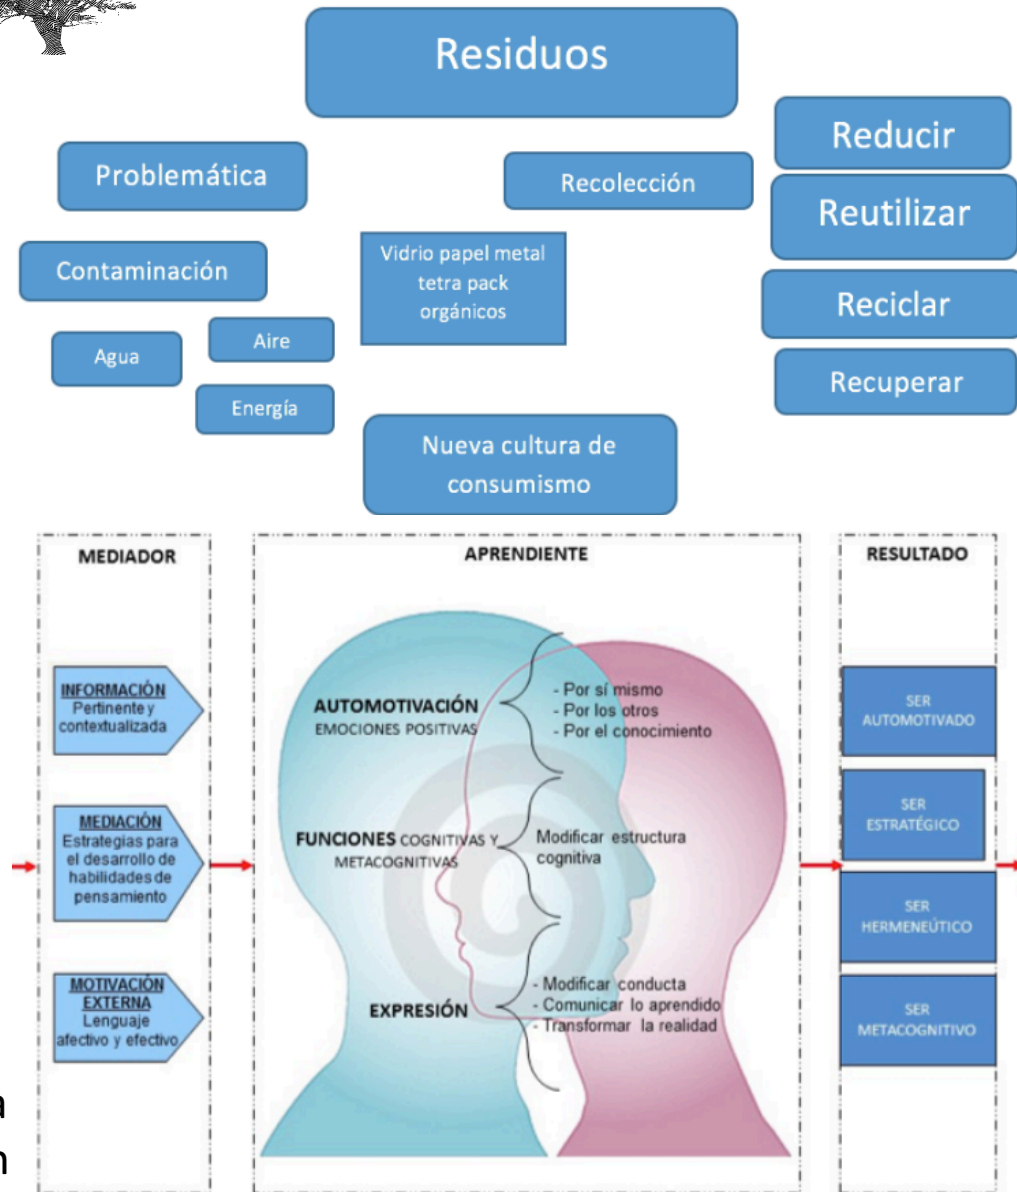 Residuos
Problemática
Recolección
Reducir
Reutilizar
Reciclar
Recuperar
Contaminación
Agua
Aire
Energía
Vidrio papel metal
tetra pack
orgánicos
Nueva cultura de
consumismo
MEDIADOR
INFORMACIÓN
Pertinente y
contextualizada
MEDIACIÓN
Estrategias para
el desarrollo de
habilidades de
pensamiento
MOTIVACIÓN
EXTERNA
Lenguaje
afectivo y efectivo
APRENDIENTE
AUTOMOTIVACIÓN
EMOCIONES POSITIVAS
- Por sí mismo
- Por los otros
- Por el conocimiento
FUNCIONES COGNITIVAS Y
METACOGNITIVAS
Modificar estructura
cognitiva
EXPRESIÓN
- Modificar conducta
- Comunicar lo aprendido
- Transformar la realidad
RESULTADO
SER
AUTOMOTIVADO
SER
ESTRATÉGICO
SER
HERMENEÚTICO
SER
METACOGNITIVO
a
n